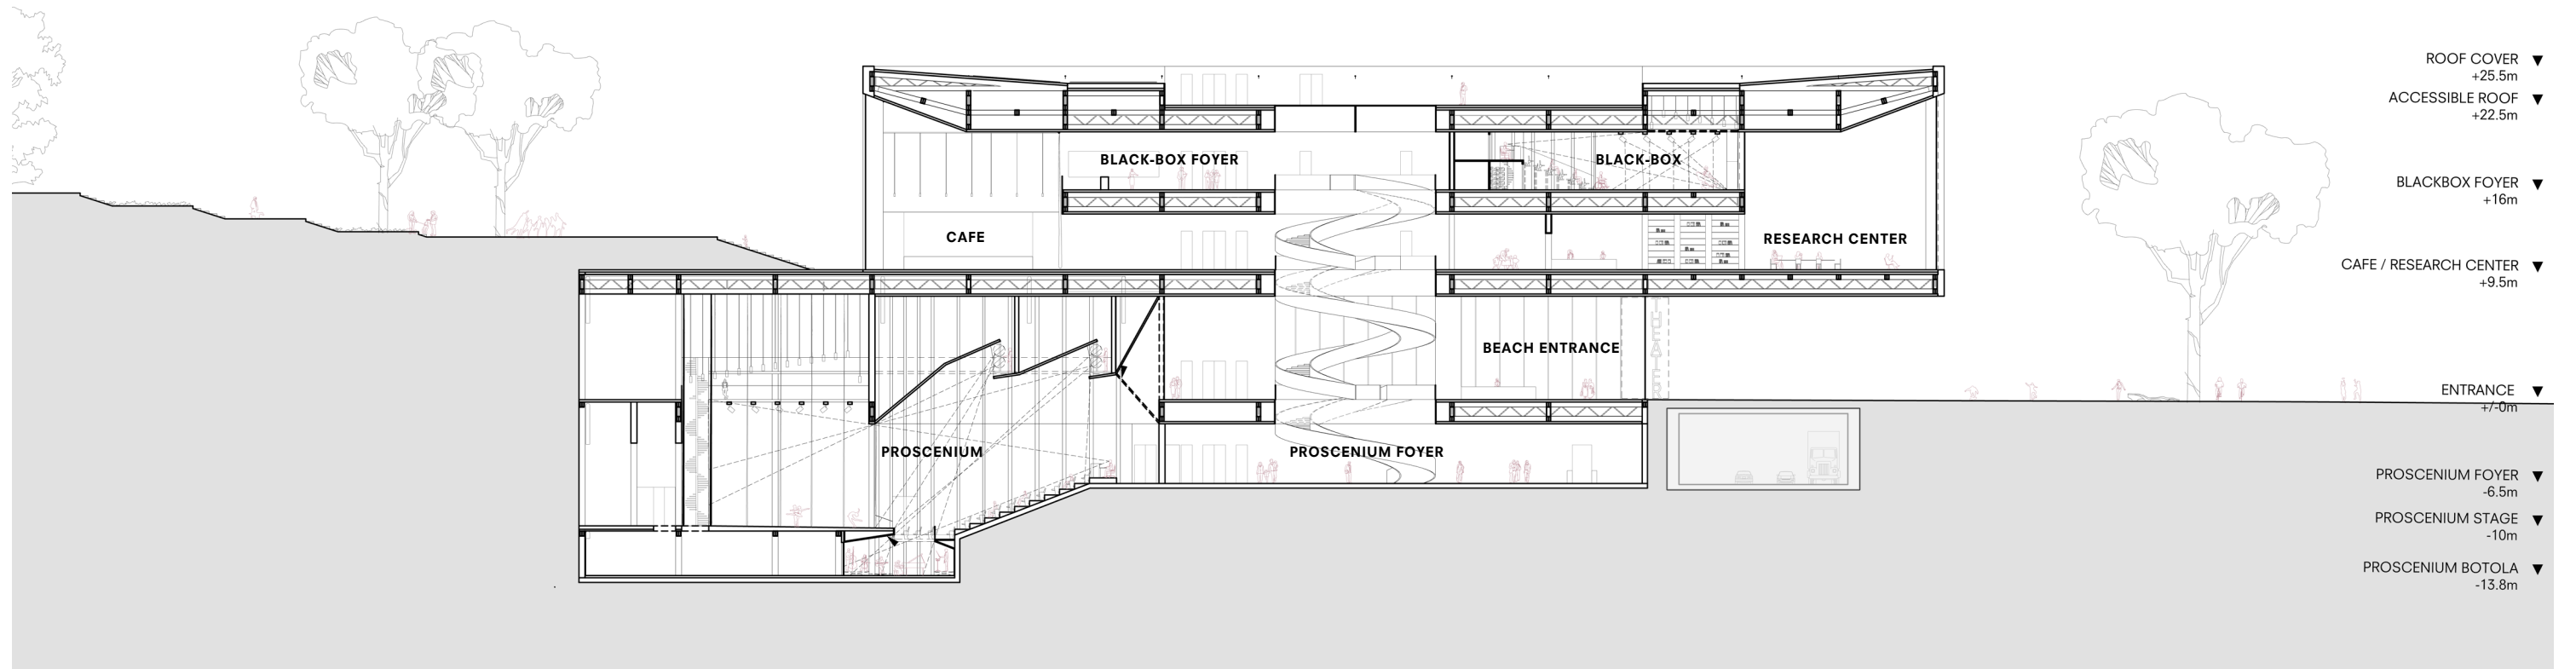 ROOF COVER
+25.5m
ACCESSIBLE ROOF
+22.5m
BLACK-BOX FOYER
BLACK-BOX
BLACKBOX FOYER
+16m
CAFE
RESEARCH CENTER
CAFE / RESEARCH CENTER
+9.5m
THEATER
BEACH ENTRANCE
ENTRANCE
+/-0m
PROSCENIUM
PROSCENIUM FOYER
PROSCENIUM FOYER
-6.5m
PROSCENIUM STAGE
-10m
PROSCENIUM BOTOLA
-13.8m